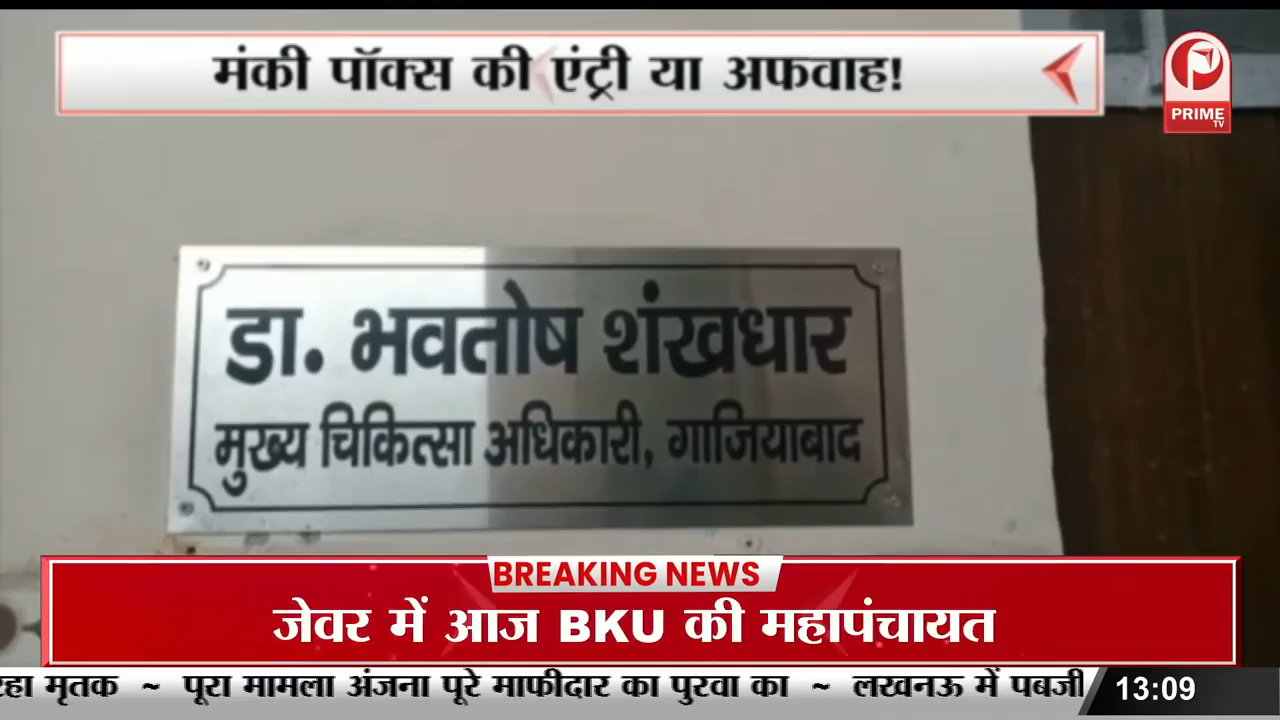 मंकी पॉक्स की एंट्री या अफवाह!
PRIME
TV
डा. भवतोष शंखधार
मुख्य चिकित्सा अधिकारी, गाजियाबाद
BREAKING NEWS
जेवर में आज BKU की महापंचायत
रहा मृतक ~ पूरा मामला अंजना पूरे माफीदार का पुरवा का ~ लखनऊ में पबजी
13:09